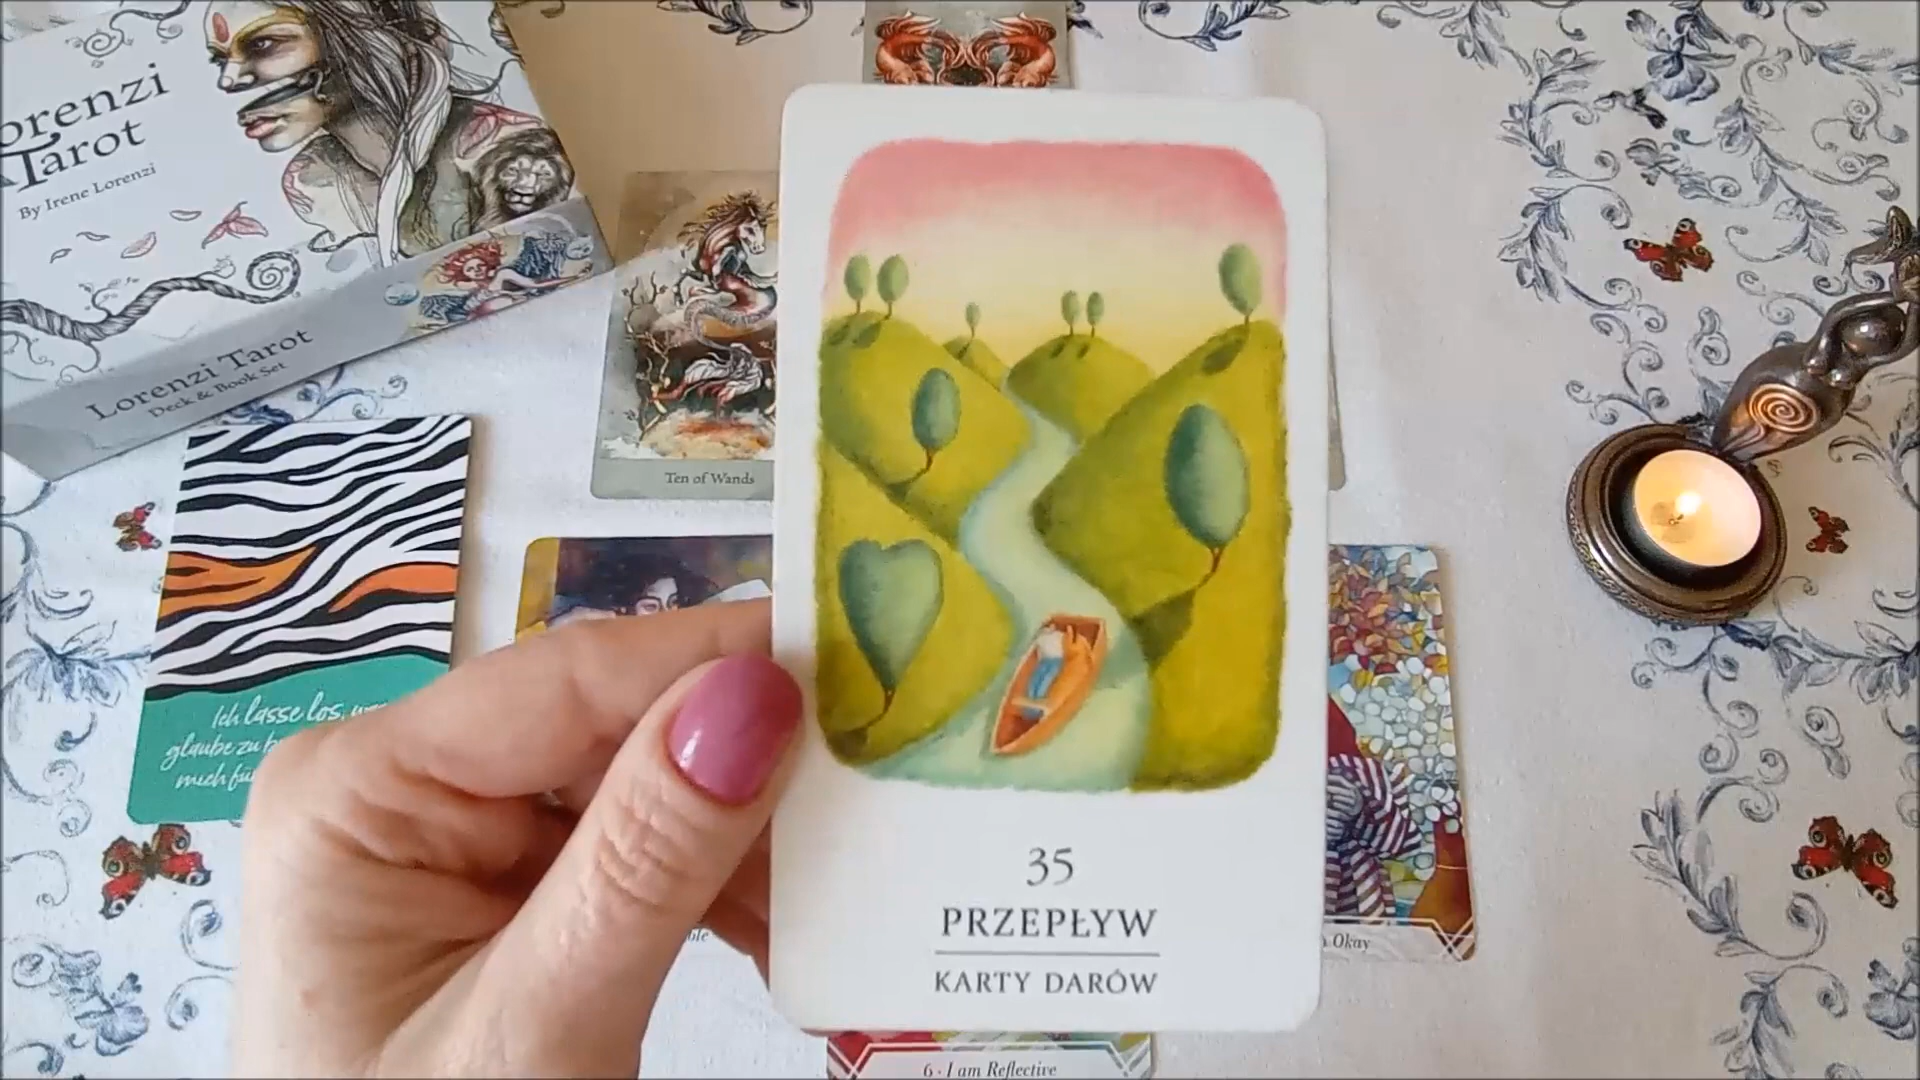 orenzi
Tarot
By Irene Lorenzi
Lorenzi Tarot
Deck & Book Set
Ten of Wands
Ich lasse los,
glaube zu
mich für
35
PRZEPŁYW
KARTY DARÓW
Okay
6 · I am Reflective